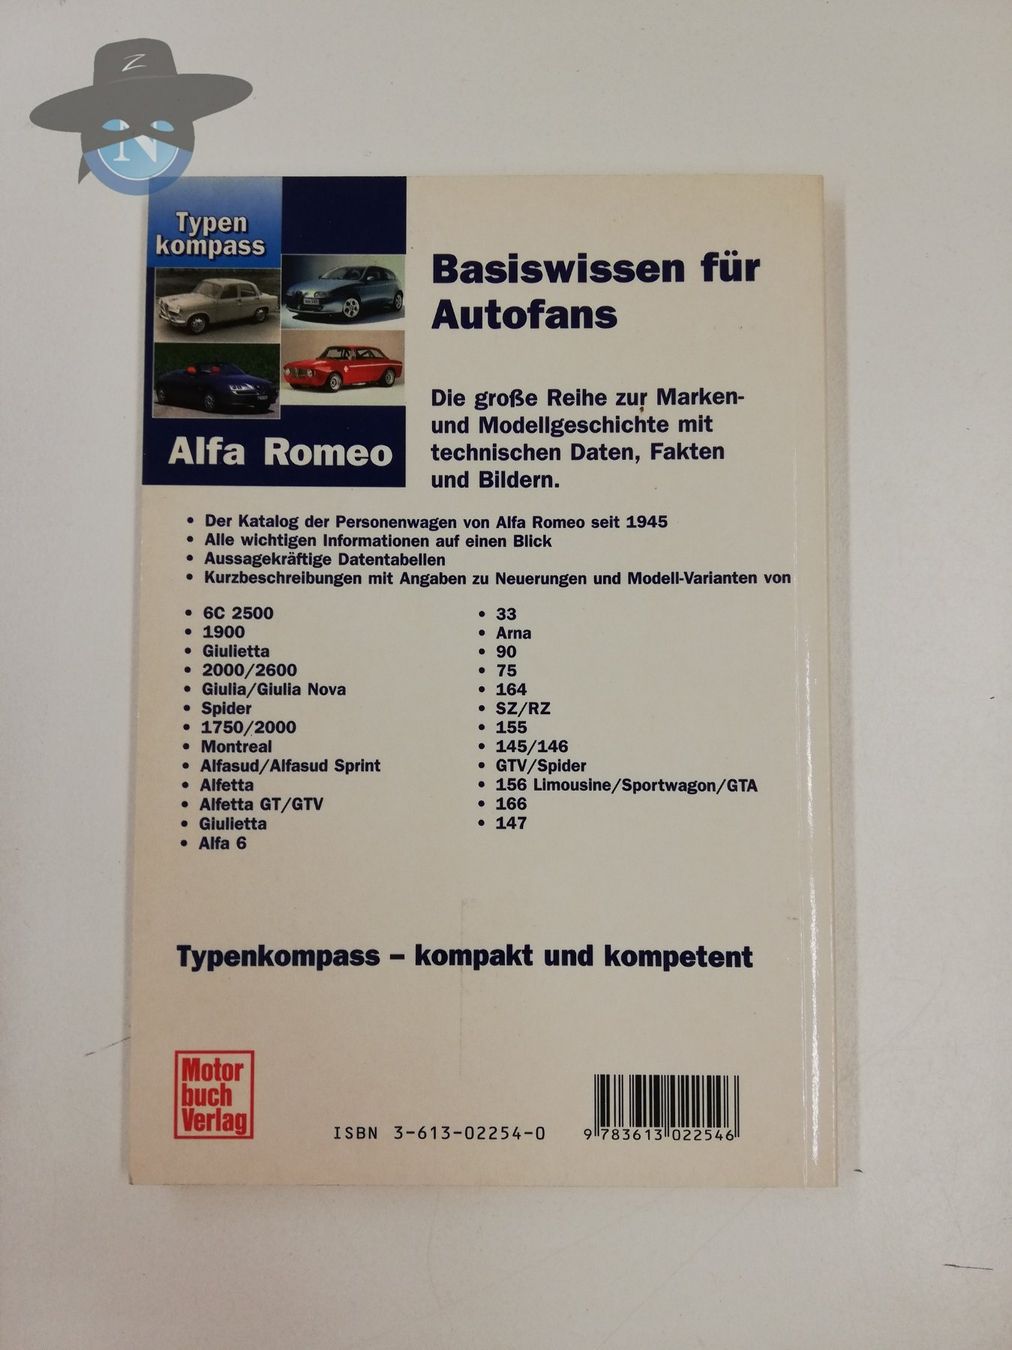 Z
N
Typen
kompass
Alfa Romeo
Basiswissen für
Autofans
Die große Reihe zur Marken-
und Modellgeschichte mit
technischen Daten, Fakten
und Bildern.
• Der Katalog der Personenwagen von Alfa Romeo seit 1945
• Alle wichtigen Informationen auf einen Blick
• Aussagekräftige Datentabellen
• Kurzbeschreibungen mit Angaben zu Neuerungen und Modell-Varianten von
• 6C 2500
• 1900
• Giulietta
• 2000/2600
• Giulia/Giulia Nova
• Spider
• 1750/2000
• Montreal
• Alfasud/Alfasud Sprint
• Alfetta
• Alfetta GT/GTV
• Giulietta
• Alfa 6
• 33
• Arna
• 90
• 75
• 164
• SZ/RZ
• 155
• 145/146
• GTV/Spider
• 156 Limousine/Sportwagon/GTA
• 166
• 147
Typenkompass – kompakt und kompetent
Motor
buch
Verlag
ISBN 3-613-02254-0
9 783613 022546